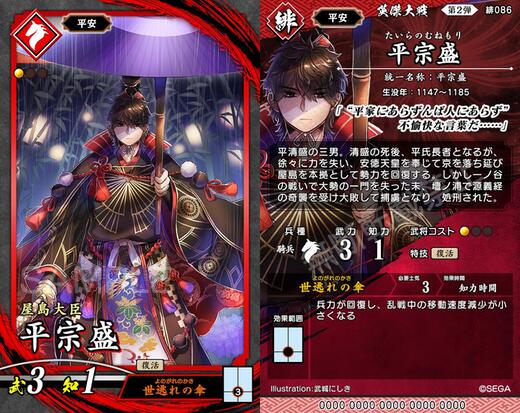 平安
屋島大臣
平宗盛
復活
武3 知1
よのがれのかさ
世逃れの傘
3
緋
平安
英傑大戦
第2弾
緋086
たいらのむねもり
平宗盛
統一名称：平宗盛
生没年：1147～1185
「“平家にあらずんば人にあらず”
不愉快な言葉だ……」
平清盛の三男。清盛の死後、平氏長者となるが、
徐々に力を失い、安徳天皇を奉じて京を落ち延び
屋島を本拠として勢力を回復する。しかし一ノ谷
の戦いで大勢の一門を失った末、壇ノ浦で源義経
の奇襲を受け大敗して捕虜となり、処刑された。
兵種 武力 知力 武将コスト
騎兵 3 1 特技 復活
よのがれのかさ 必要士気 効果時間
世逃れの傘 3 知力時間
効果範囲
兵力が回復し、乱戦中の移動速度減少が小
さくなる
Illustration:武城にしき
©SEGA
0000-0000-0000-0000-0000